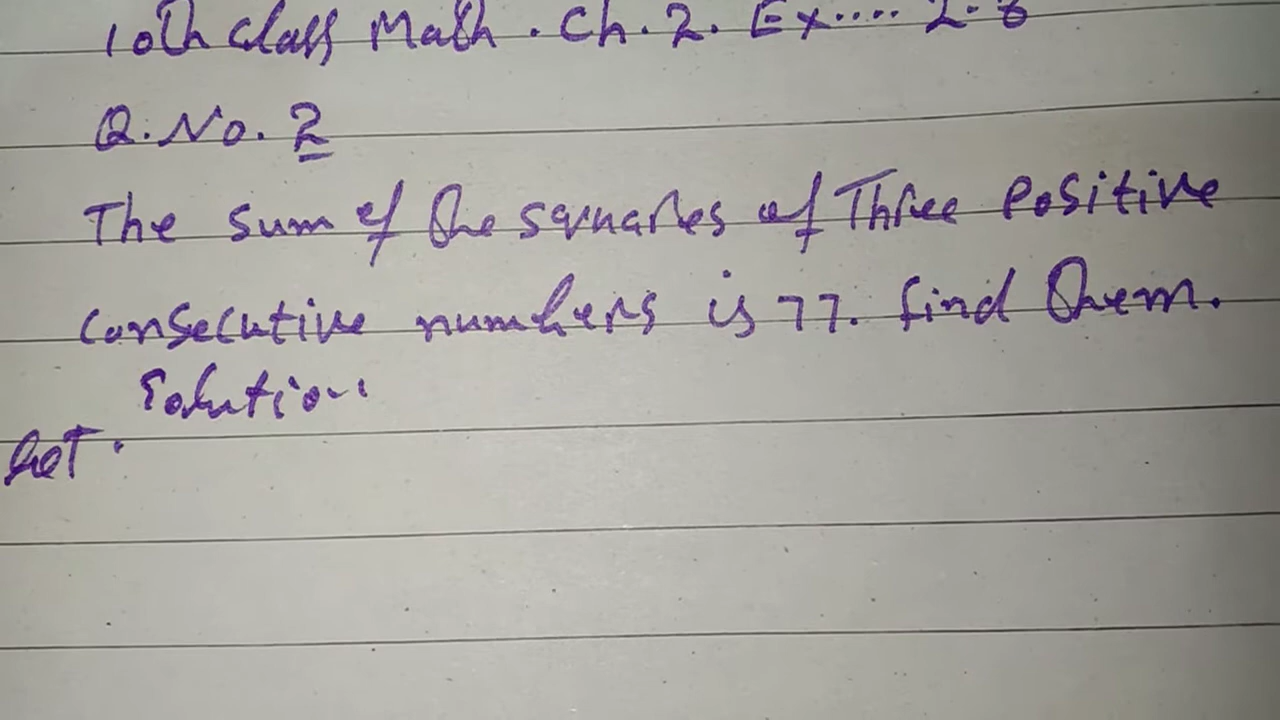 10th class Math. Ch. 2. Ex.... 2.8
Q. No. 2
The sum of the squares of Three Positive
consecutive numbers is 77. find them.
Solution:
Let.